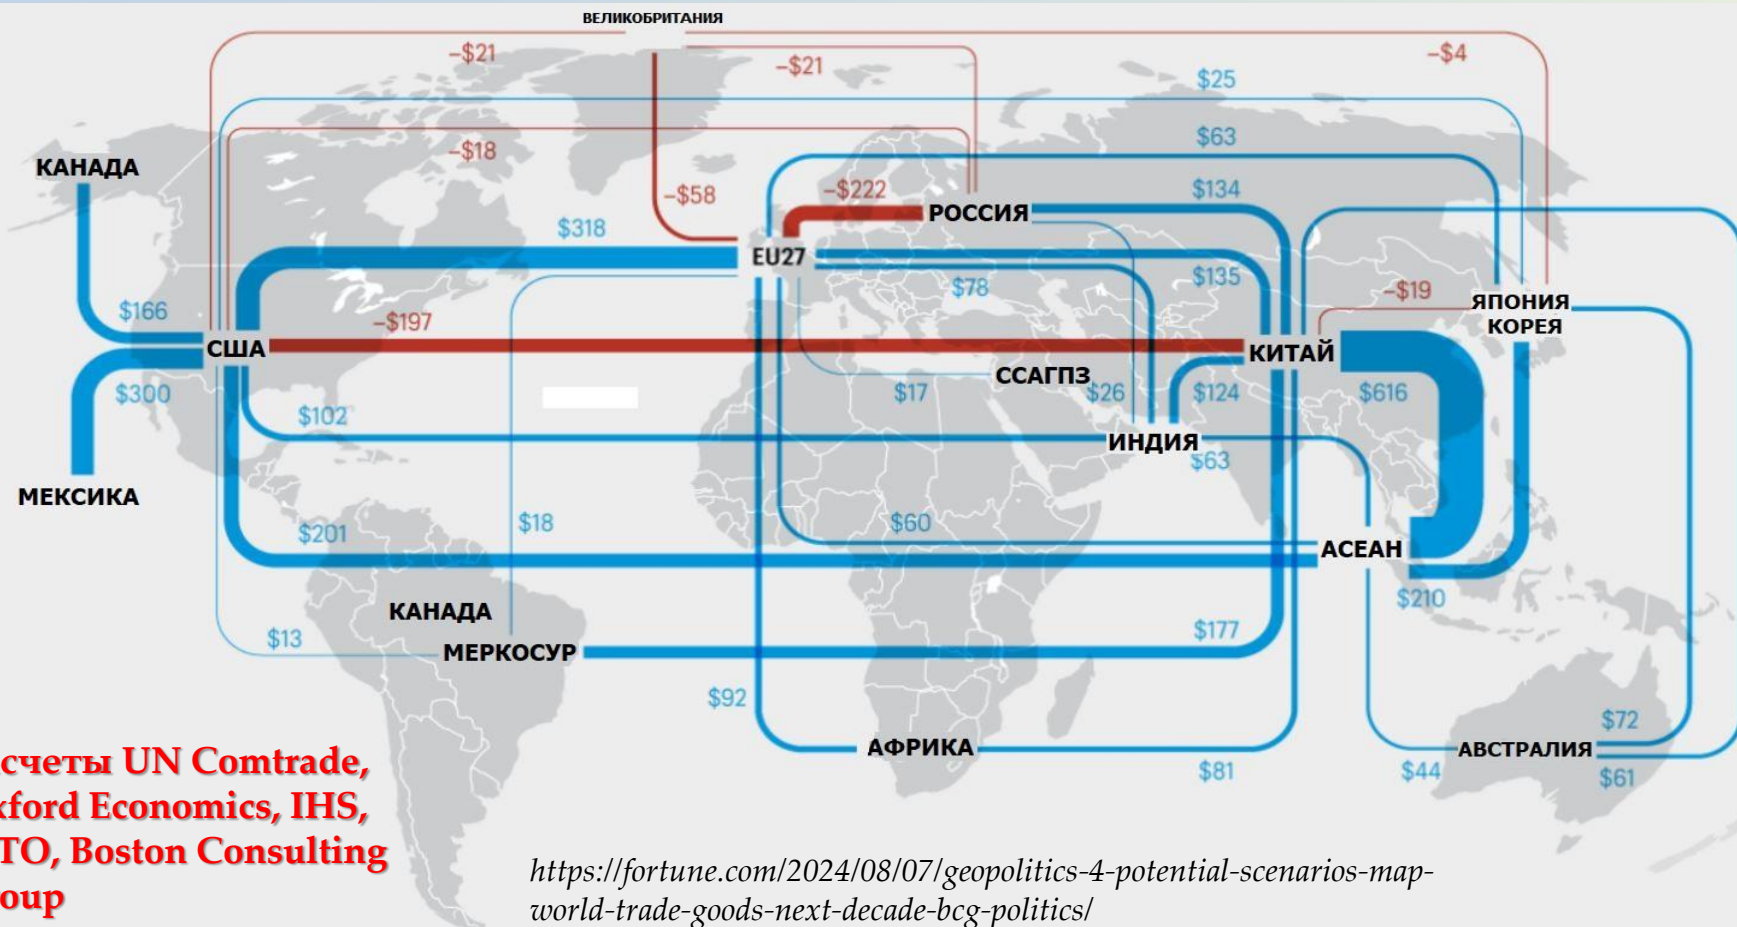 ВЕЛИКОБРИТАНИЯ
–$21
–$21
–$4
$25
$63
–$18
КАНАДА
–$58
–$222
$134
РОССИЯ
$318
EU27
$135
$78
–$19
ЯПОНИЯ
КОРЕЯ
$166
–$197
США
КИТАЙ
ССАГПЗ
$300
$17
$26
$124
$616
$102
ИНДИЯ
$63
МЕКСИКА
$18
$60
$201
АСЕАН
$210
КАНАДА
$13
МЕРКОСУР
$177
$92
$72
АФРИКА
АВСТРАЛИЯ
$81
$44
$61
счеты UN Comtrade,
xford Economics, IHS,
TO, Boston Consulting
roup
https://fortune.com/2024/08/07/geopolitics-4-potential-scenarios-map-
world-trade-goods-next-decade-bcg-politics/